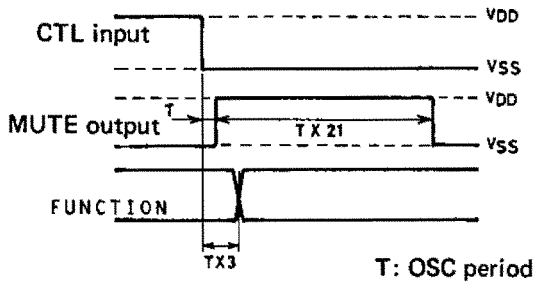 VDD
CTL input
VSS
VDD
T
MUTE output
T X 21
VSS
FUNCTION
TX3
T: OSC period